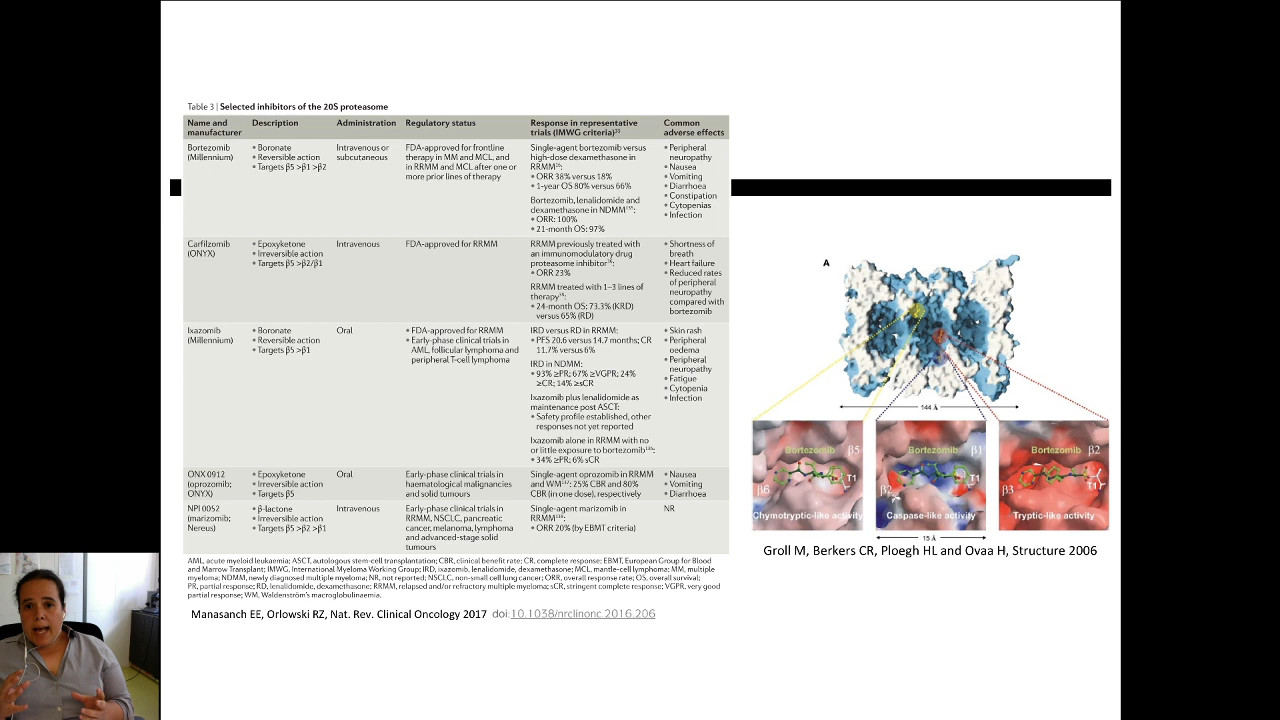 Table 3 | Selected inhibitors of the 20S proteasome
Name and manufacturer Description Administration Regulatory status Response in representative trials (IMWG criteria)³⁵ Common adverse effects
Bortezomib
(Millennium)
• Boronate
• Reversible action
• Targets β5 >β1 >β2
Intravenous or
subcutaneous
FDA-approved for frontline
therapy in MM and MCL, and
in RRMM and MCL after one or
more prior lines of therapy
Single-agent bortezomib versus
high-dose dexamethasone in
RRMM
• ORR 38% versus 18%
• 1-year OS 80% versus 66%
Bortezomib, lenalidomide and
dexamethasone in NDMM
• ORR: 100%
• 21-month OS: 97%
• Peripheral
neuropathy
• Nausea
• Vomiting
• Diarrhoea
• Constipation
• Cytopenias
• Infection
Carfilzomib
(ONYX)
• Epoxyketone
• Irreversible action
• Targets β5 >β2/β1
Intravenous
FDA-approved for RRMM
RRMM previously treated with
an immunomodulatory drug
proteasome inhibitor
• ORR 23%
RRMM treated with 1–3 lines of
therapy
• 24-month OS: 73.3% (KRD)
versus 65% (RD)
• Shortness of
breath
• Heart failure
• Reduced rates
of peripheral
neuropathy
compared with
bortezomib
Ixazomib
(Millennium)
• Boronate
• Reversible action
• Targets β5 >β1
Oral
• FDA-approved for RRMM
• Early-phase clinical trials in
AML, follicular lymphoma and
peripheral T-cell lymphoma
IRD versus RD in RRMM:
• PFS 20.6 versus 14.7 months; CR
11.7% versus 6%
IRD in NDMM:
• 93% ≥PR; 67% ≥VGPR; 24%
≥CR; 14% ≥sCR
Ixazomib plus lenalidomide as
maintenance post ASCT:
• Safety profile established, other
responses not yet reported
Ixazomib alone in RRMM with no
or little exposure to bortezomib
• 34% ≥PR; 6% sCR
• Skin rash
• Peripheral
oedema
• Peripheral
neuropathy
• Fatigue
• Cytopenia
• Infection
ONX 0912
(oprozomib;
ONYX)
• Epoxyketone
• Irreversible action
• Targets β5
Oral
Early-phase clinical trials in
haematological malignancies
and solid tumours
Single-agent oprozomib in RRMM
and WM: 25% CBR and 80%
CBR (in one dose), respectively
• Nausea
• Vomiting
• Diarrhoea
NPI 0052
(marizomib;
Nereus)
• β-lactone
• Irreversible action
• Targets β5 >β2 >β1
Intravenous
Early-phase clinical trials in
RRMM, NSCLC, pancreatic
cancer, melanoma, lymphoma
and advanced-stage solid
tumours
Single-agent marizomib in
RRMM
• ORR 20% (by EBMT criteria)
NR
AML, acute myeloid leukaemia; ASCT, autologous stem-cell transplantation; CBR, clinical benefit rate; CR, complete response; EBMT, European Group for Blood
and Marrow Transplant; IMWG, International Myeloma Working Group; IRD, ixazomib, lenalidomide, dexamethasone; MCL, mantle-cell lymphoma; MM, multiple
myeloma; NDMM, newly diagnosed multiple myeloma; NR, not reported; NSCLC, non-small-cell lung cancer; ORR, overall response rate; OS, overall survival;
PR, partial response; RD, lenalidomide, dexamethasone; RRMM, relapsed and/or refractory multiple myeloma; sCR, stringent complete response; VGPR, very good
partial response; WM, Waldenström's macroglobulinaemia.
Manasanch EE, Orlowski RZ, Nat. Rev. Clinical Oncology 2017 doi:10.1038/nrclinonc.2016.206
A
144 Å
Bortezomib β5
β6 T1
Chymotryptic-like activity
Bortezomib β1
β2 T1
Caspase-like activity
Bortezomib β2
β3 T1
Tryptic-like activity
15 Å
Groll M, Berkers CR, Ploegh HL and Ovaa H, Structure 2006